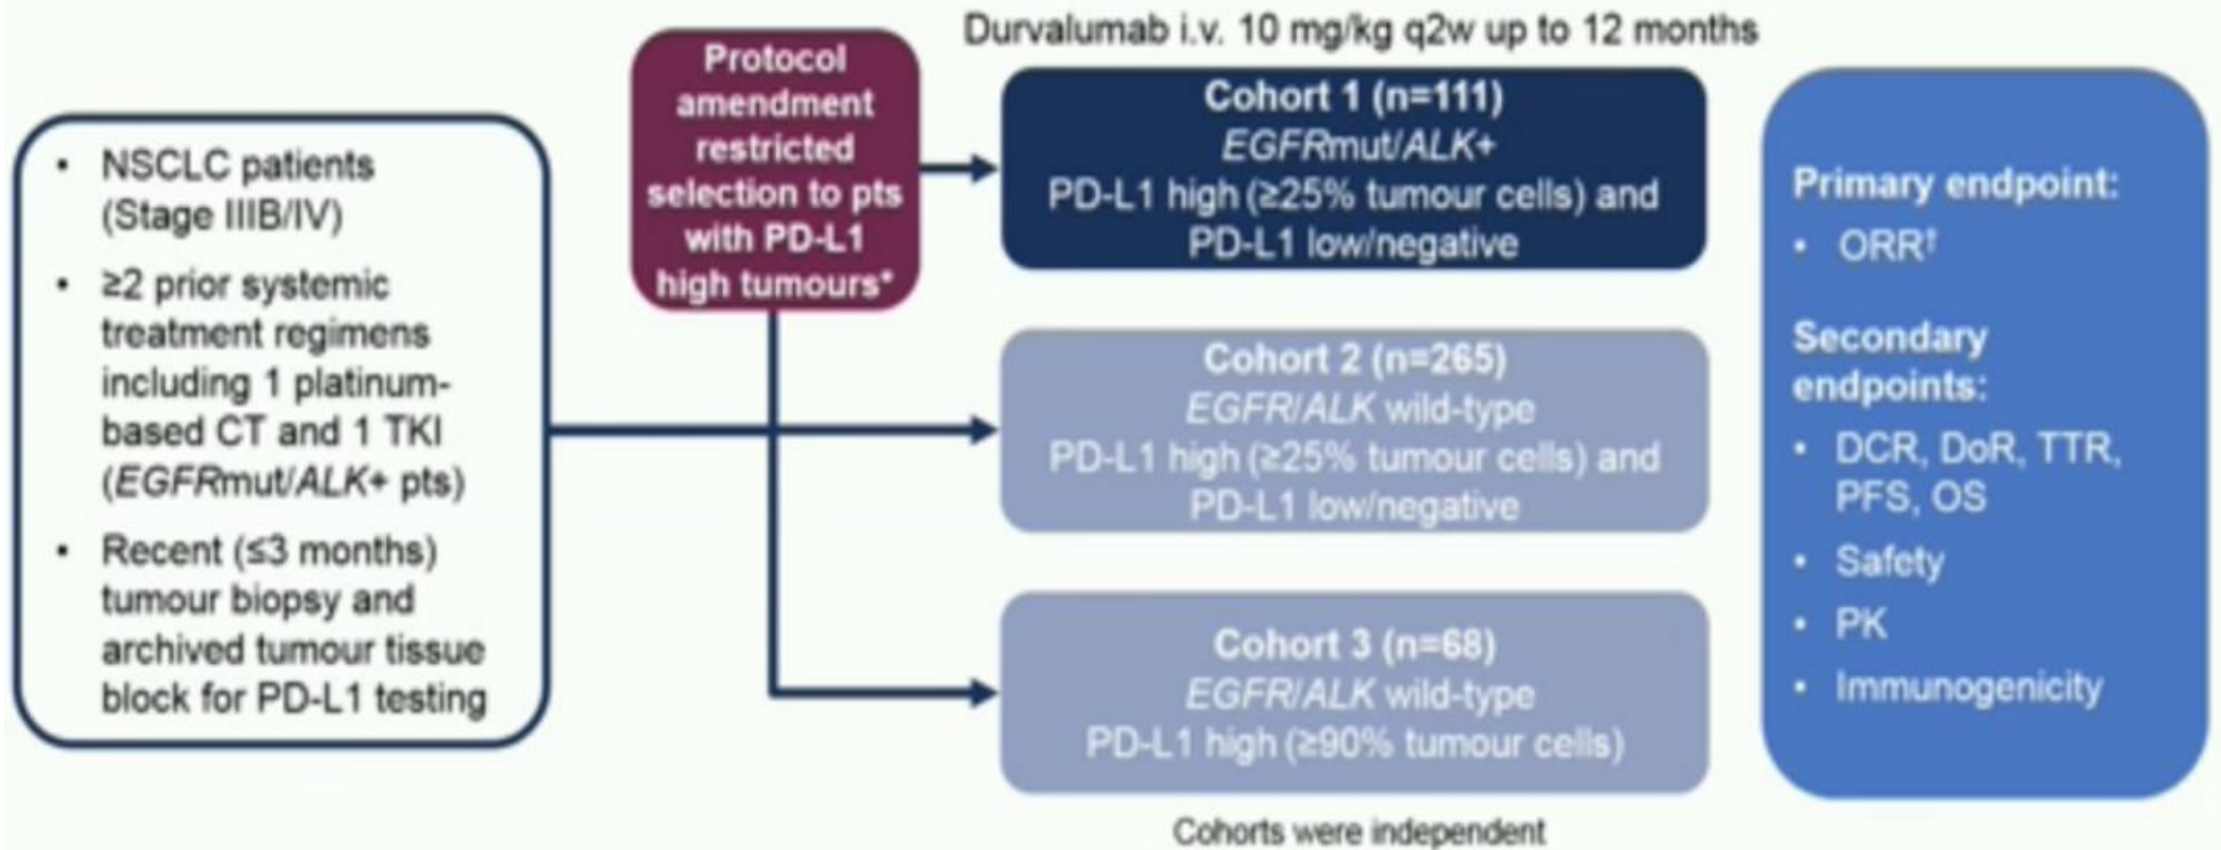 Durvalumab i.v. 10 mg/kg q2w up to 12 months
• NSCLC patients
(Stage IIIB/IV)
• ≥2 prior systemic
treatment regimens
including 1 platinum-
based CT and 1 TKI
(EGFRmut/ALK+ pts)
• Recent (≤3 months)
tumour biopsy and
archived tumour tissue
block for PD-L1 testing
Protocol
amendment
restricted
selection to pts
with PD-L1
high tumours*
Cohort 1 (n=111)
EGFRmut/ALK+
PD-L1 high (≥25% tumour cells) and
PD-L1 low/negative
Cohort 2 (n=265)
EGFR/ALK wild-type
PD-L1 high (≥25% tumour cells) and
PD-L1 low/negative
Cohort 3 (n=68)
EGFR/ALK wild-type
PD-L1 high (≥90% tumour cells)
Cohorts were independent
Primary endpoint:
• ORR†
Secondary
endpoints:
• DCR, DoR, TTR,
PFS, OS
• Safety
• PK
• Immunogenicity